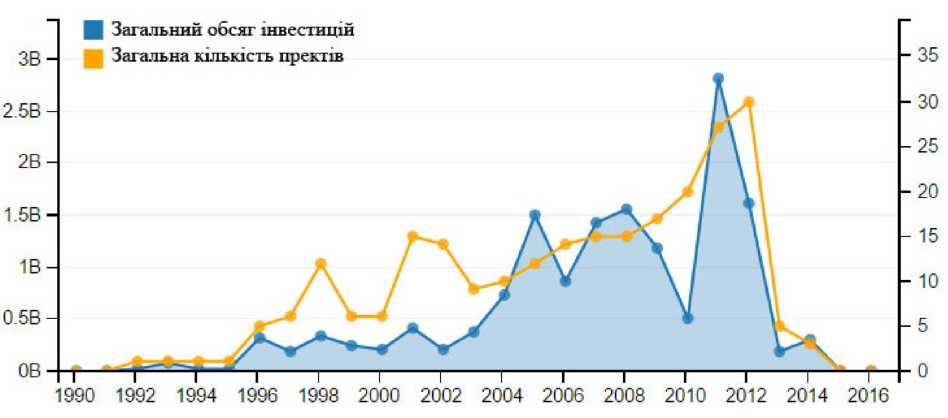 Загальний обсяг інвестицій
Загальна кількість пректів
3B
2.5B
2B
1.5B
1B
0.5B
0B
35
30
25
20
15
10
5
0
1990 1992 1994 1996 1998 2000 2002 2004 2006 2008 2010 2012 2014 2016